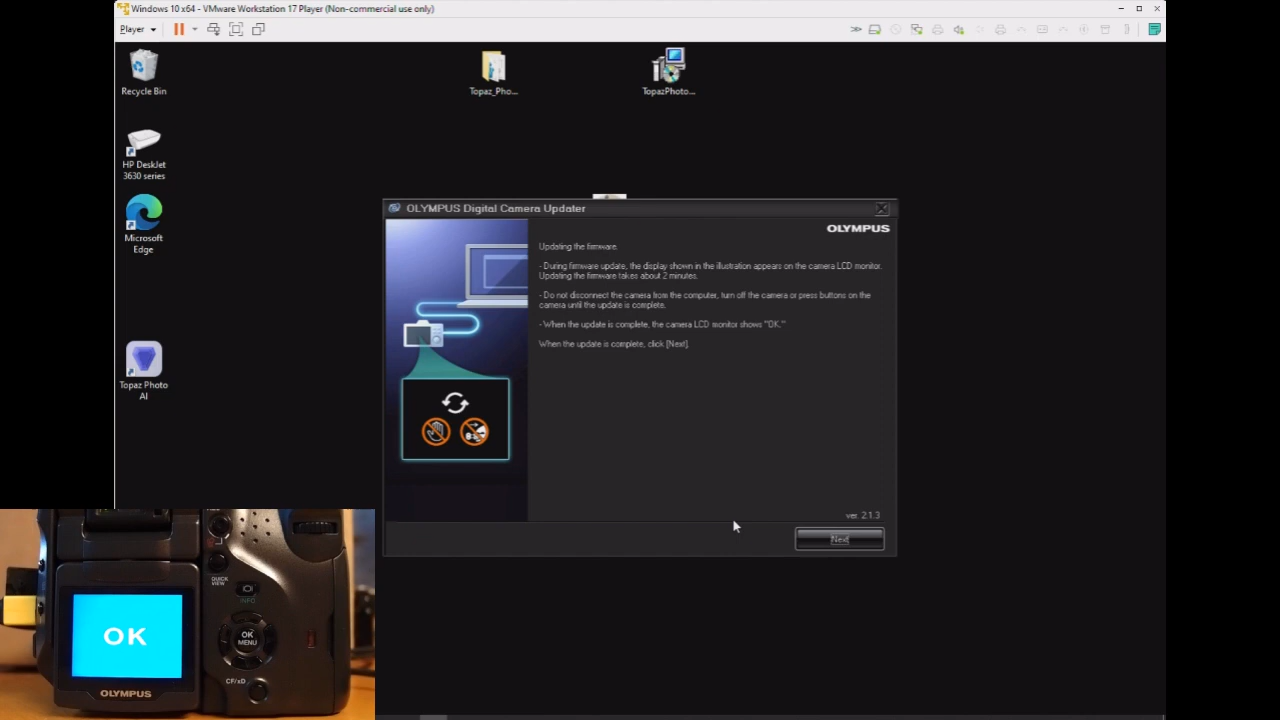 Windows 10 x64 - VMware Workstation 17 Player (Non-commercial use only)
Player
Recycle Bin
Topaz_Pho...
TopazPhoto...
HP DeskJet
3630 series
Microsoft
Edge
Topaz Photo
AI
OLYMPUS Digital Camera Updater
OLYMPUS
Updating the firmware.
- During firmware update, the display shown in the illustration appears on the camera LCD monitor.
Updating the firmware takes about 2 minutes.
- Do not disconnect the camera from the computer, turn off the camera or press buttons on the
camera until the update is complete.
- When the update is complete, the camera LCD monitor shows "OK."
When the update is complete, click [Next].
ver. 2.1.3
Next
QUICK
VIEW
INFO
OK
OK
MENU
CF/xD
OLYMPUS